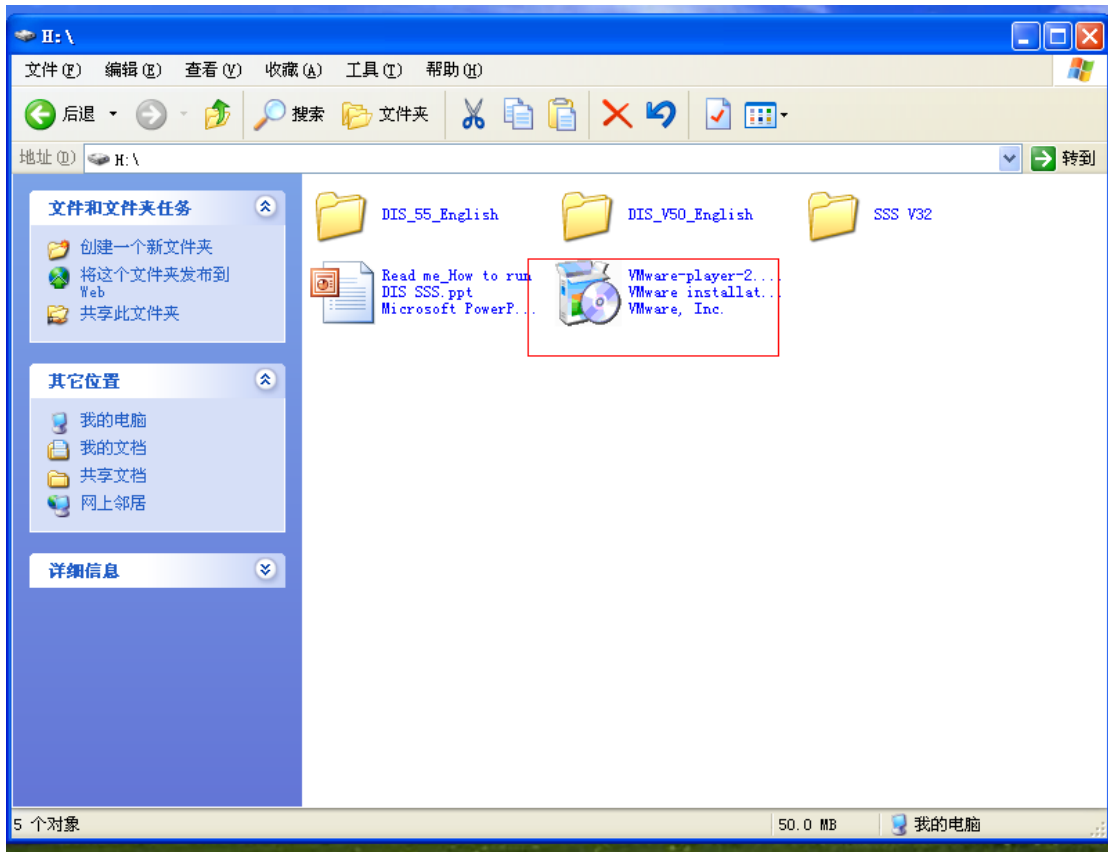 H:\
文件(F) 编辑(E) 查看(V) 收藏(A) 工具(T) 帮助(H)
后退 搜索 文件夹
地址(D) H:\ 转到
文件和文件夹任务
创建一个新文件夹
将这个文件夹发布到
Web
共享此文件夹
其它位置
我的电脑
我的文档
共享文档
网上邻居
详细信息
DIS_55_English
DIS_V50_English
SSS V32
Read me_How to run
DIS SSS.ppt
Microsoft PowerP...
VMware-player-2....
VMware installat...
VMware, Inc.
5 个对象 50.0 MB 我的电脑